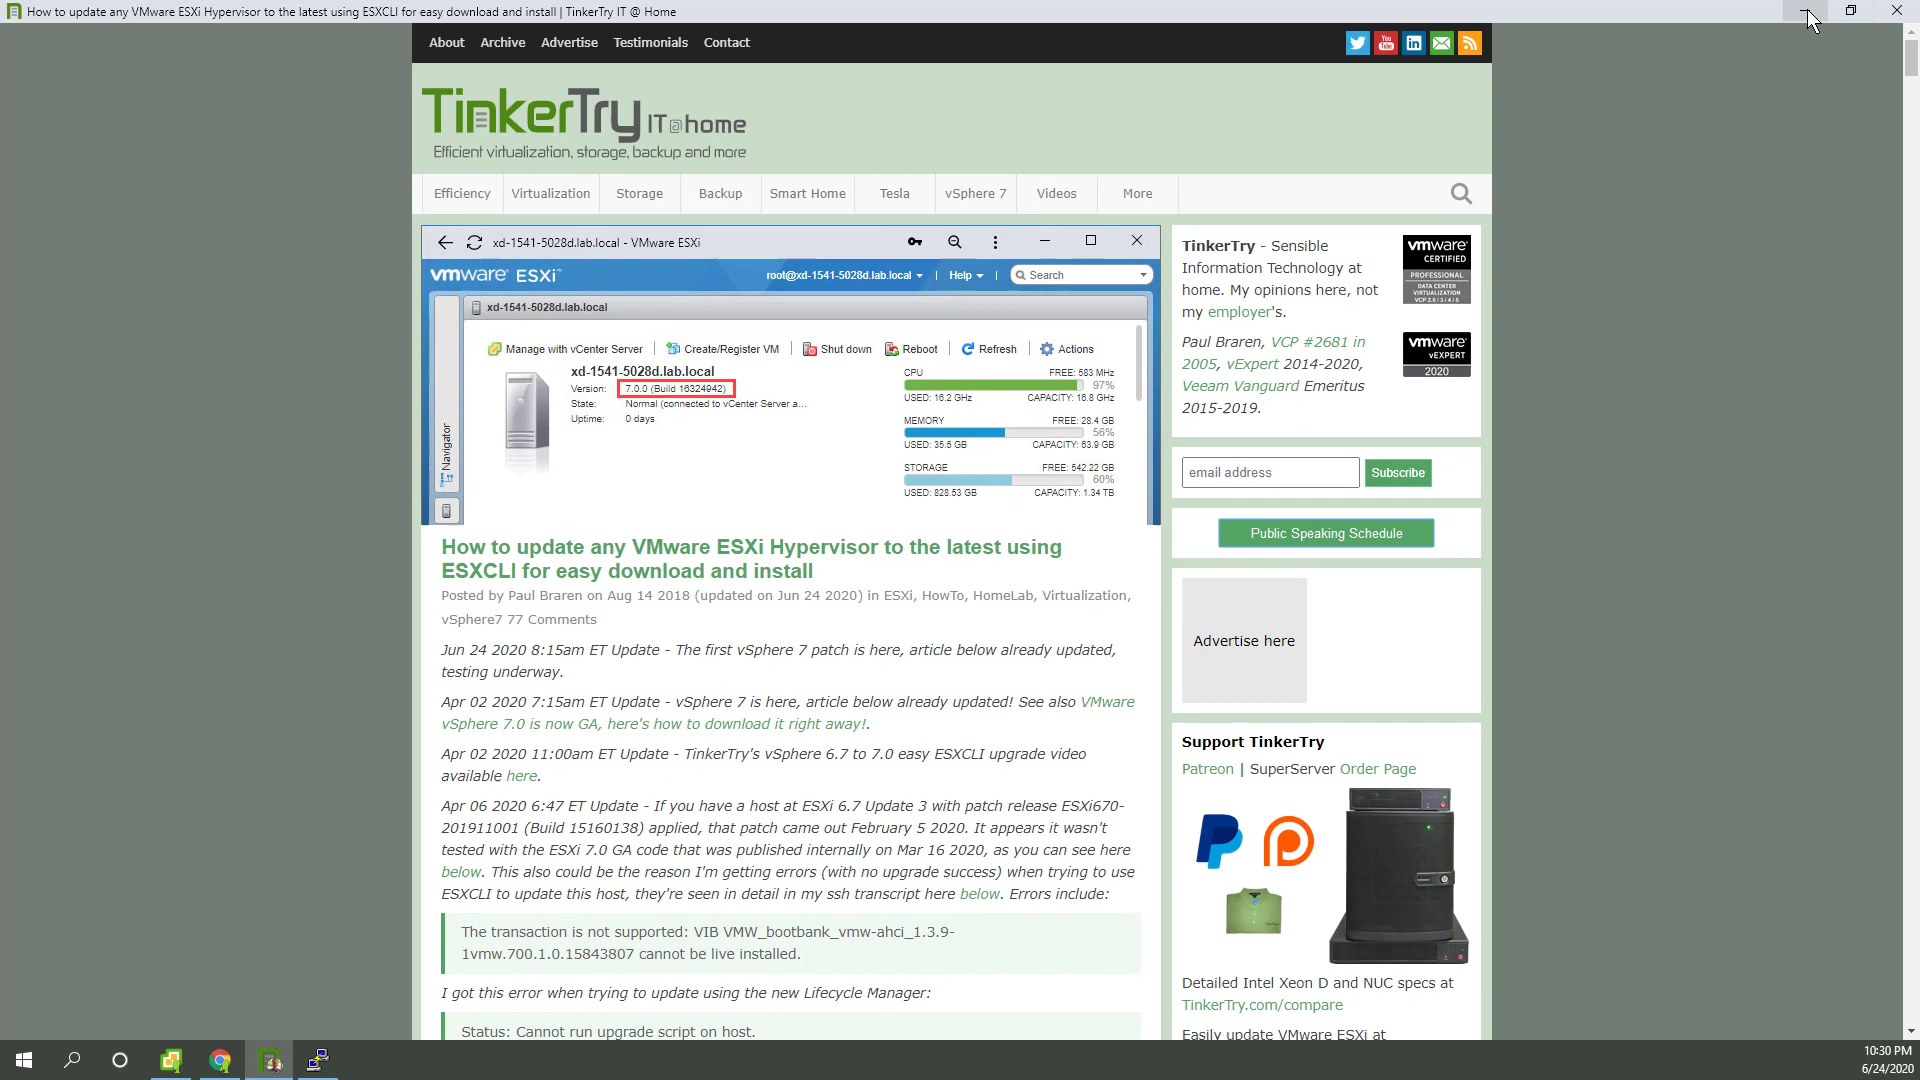 How to update any VMware ESXi Hypervisor to the latest using ESXCLI for easy download and install | TinkerTry IT @ Home
About Archive Advertise Testimonials Contact
TinkerTry IT@home
Efficient virtualization, storage, backup and more
Efficiency Virtualization Storage Backup Smart Home Tesla vSphere 7 Videos More
xd-1541-5028d.lab.local - VMware ESXi
vmware ESXi
root@xd-1541-5028d.lab.local | Help | Search
xd-1541-5028d.lab.local
Manage with vCenter Server | Create/Register VM | Shut down Reboot | Refresh | Actions
xd-1541-5028d.lab.local
Version: 7.0.0 (Build 16324942)
State: Normal (connected to vCenter Server a...
Uptime: 0 days
CPU FREE: 583 MHz
97%
USED: 16.2 GHz CAPACITY: 16.8 GHz
MEMORY FREE: 28.4 GB
56%
USED: 35.5 GB CAPACITY: 63.9 GB
STORAGE FREE: 542.22 GB
60%
USED: 828.53 GB CAPACITY: 1.34 TB
Navigator
How to update any VMware ESXi Hypervisor to the latest using
ESXCLI for easy download and install
Posted by Paul Braren on Aug 14 2018 (updated on Jun 24 2020) in ESXi, HowTo, HomeLab, Virtualization,
vSphere7 77 Comments
Jun 24 2020 8:15am ET Update - The first vSphere 7 patch is here, article below already updated,
testing underway.
Apr 02 2020 7:15am ET Update - vSphere 7 is here, article below already updated! See also VMware
vSphere 7.0 is now GA, here's how to download it right away!.
Apr 02 2020 11:00am ET Update - TinkerTry's vSphere 6.7 to 7.0 easy ESXCLI upgrade video
available here.
Apr 06 2020 6:47 ET Update - If you have a host at ESXi 6.7 Update 3 with patch release ESXi670-
201911001 (Build 15160138) applied, that patch came out February 5 2020. It appears it wasn't
tested with the ESXi 7.0 GA code that was published internally on Mar 16 2020, as you can see here
below. This also could be the reason I'm getting errors (with no upgrade success) when trying to use
ESXCLI to update this host, they're seen in detail in my ssh transcript here below. Errors include:
The transaction is not supported: VIB VMW_bootbank_vmw-ahci_1.3.9-
1vmw.700.1.0.15843807 cannot be live installed.
I got this error when trying to update using the new Lifecycle Manager:
Status: Cannot run upgrade script on host.
TinkerTry - Sensible
Information Technology at
home. My opinions here, not
my employer's.
vmware
CERTIFIED
PROFESSIONAL
DATA CENTER
VIRTUALIZATION
VCP 2.5 / 3 / 4 / 5
Paul Braren, VCP #2681 in
2005, vExpert 2014-2020,
Veeam Vanguard Emeritus
2015-2019.
vmware
vEXPERT
2020
email address Subscribe
Public Speaking Schedule
Advertise here
Support TinkerTry
Patreon | SuperServer Order Page
Detailed Intel Xeon D and NUC specs at
TinkerTry.com/compare
Easily update VMware ESXi at
10:30 PM
6/24/2020